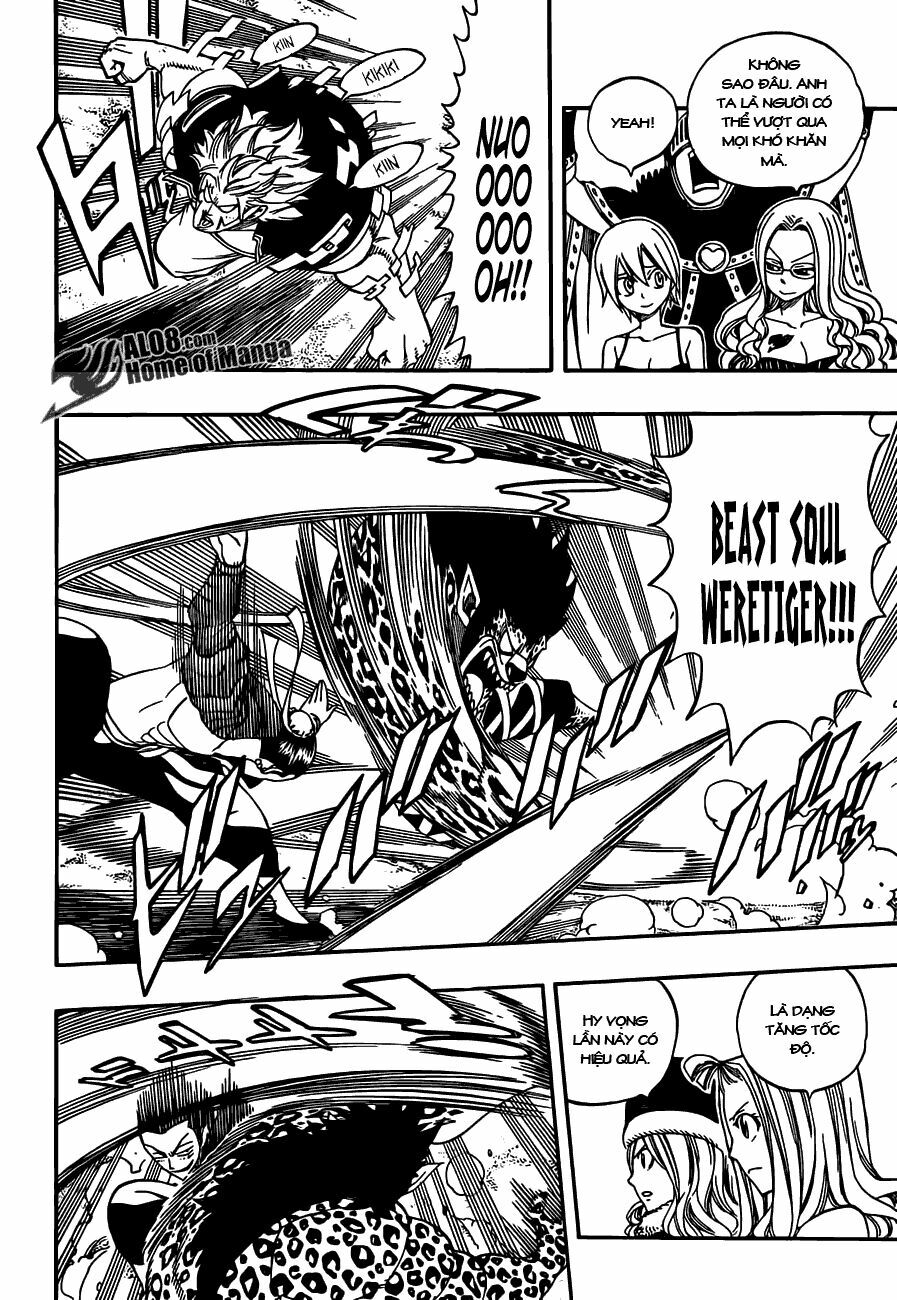 KHÔNG
SAO ĐÂU. ANH
TA LÀ NGƯỜI CÓ
THỂ VƯỢT QUA
MỌI KHÓ KHĂN
MÀ.
YEAH!
NUO
OOO
OOO
OOO
OH!!
KIIN
KIKIKI
KIIN
AL08.com
Home of Manga
BEAST SOUL
WERETIGER!!!
LÀ DẠNG
TĂNG TỐC
ĐỘ.
HY VỌNG
LẦN NÀY CÓ
HIỆU QUẢ.